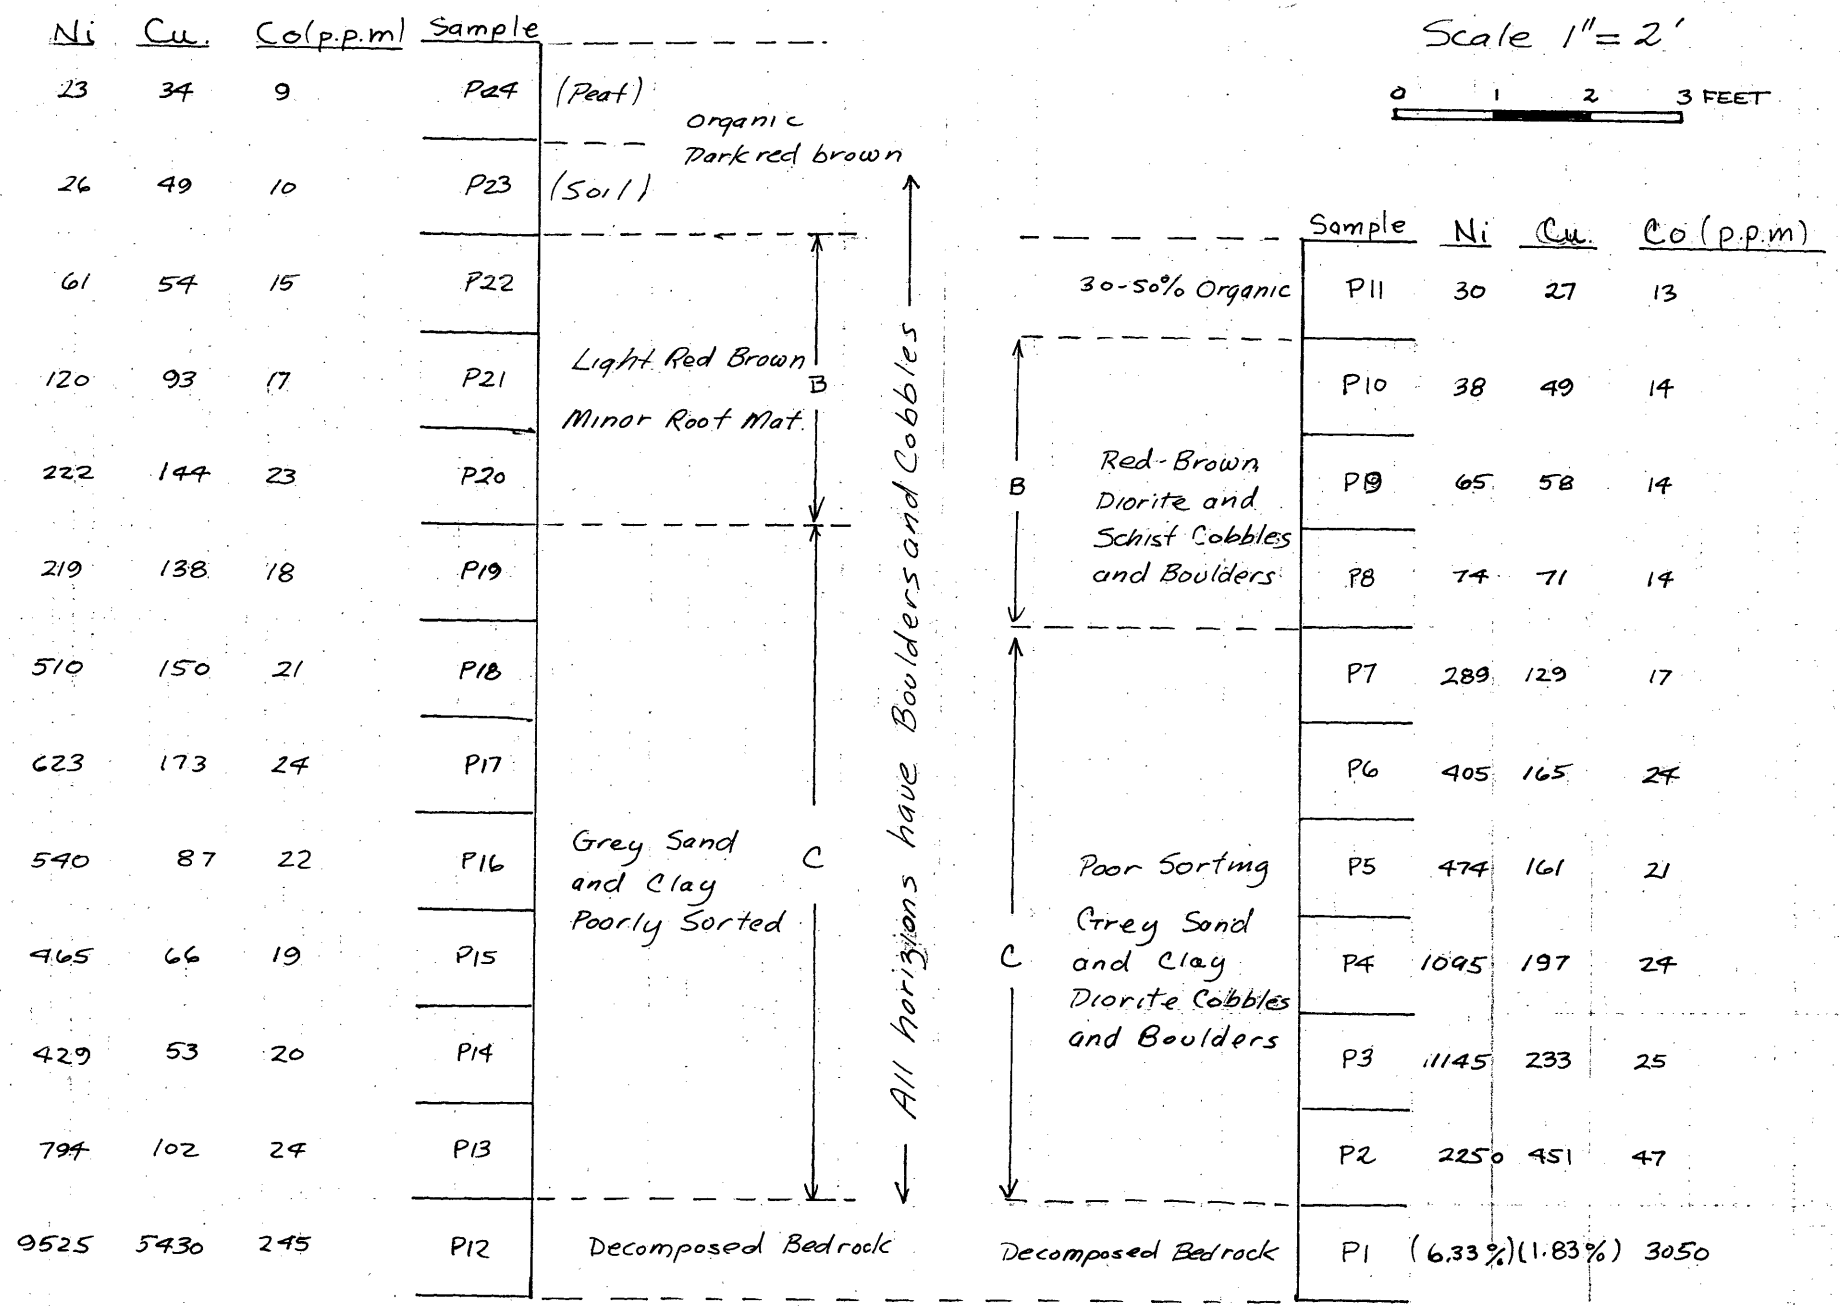 Ni Cu. Co(p.p.m) Sample
23 34 9 P24 (Peat)
organic
Dark red brown
26 49 10 P23 (Soil)
61 54 15 P22
Light Red Brown
120 93 17 P21 B
Minor Root Mat.
222 144 23 P20
219 138 18 P19
510 150 21 P18
623 173 24 P17
Grey Sand
540 87 22 P16 C
and Clay
Poorly Sorted
465 66 19 P15
429 53 20 P14
794 102 24 P13
9525 5430 245 P12 Decomposed Bedrock
All horizions have Boulders and Cobbles
Scale 1"= 2'
0 1 2 3 FEET
Sample Ni Cu. Co (p.p.m)
30-50% Organic P11 30 27 13
P10 38 49 14
Red-Brown
B P9 65 58 14
Diorite and
Schist Cobbles
and Boulders P8 74 71 14
P7 289 129 17
P6 405 165 24
Poor Sorting P5 474 161 21
Grey Sand
C and Clay P4 1095 197 24
Diorite Cobbles
and Boulders
P3 1145 233 25
P2 2250 451 47
Decomposed Bedrock P1 (6.33%)(1.83%) 3050